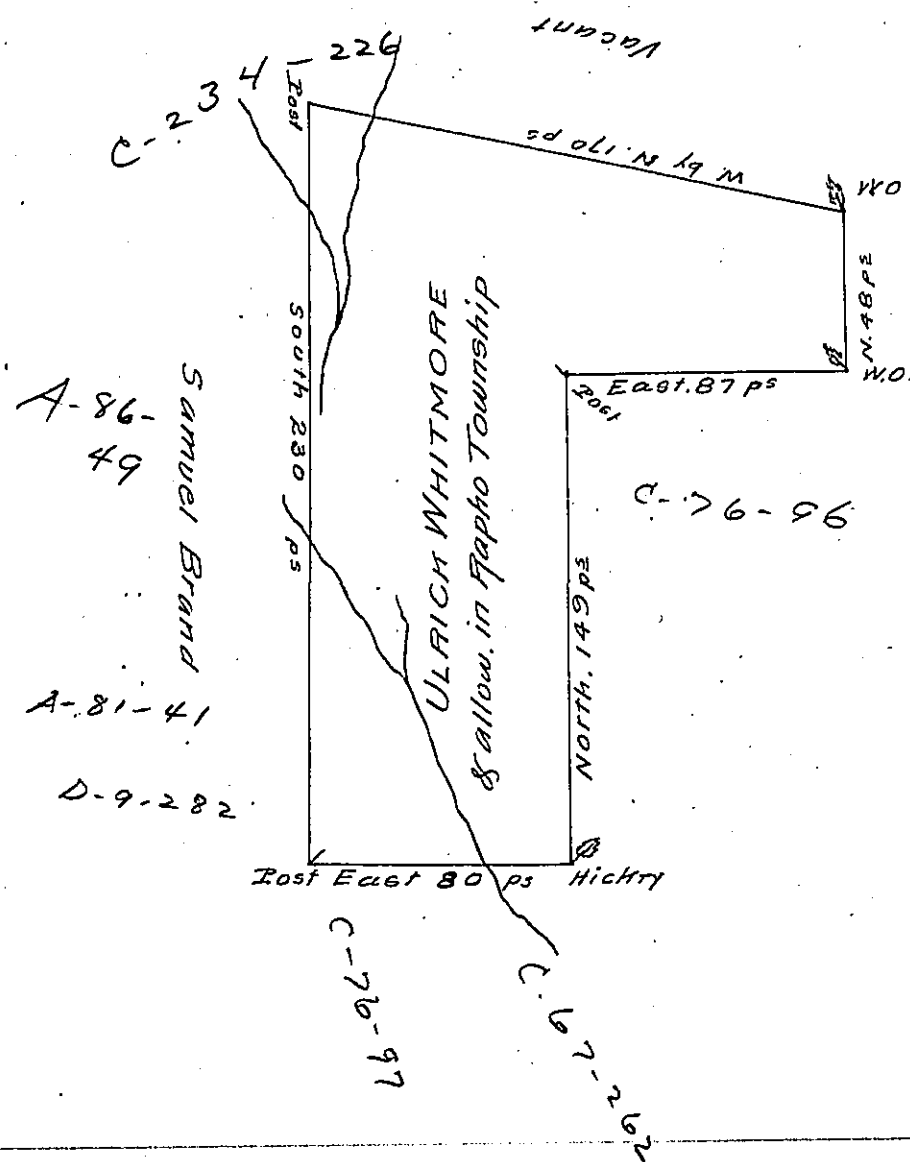 Vacant
C-234-226
Post
W. by N. 170 ps
W.O
N. 48 ps
W.O.
East. 87 ps
Post
South 230 ps
Samuel Brand
A-86-
49
ULRICH WHITMORE
& allow. in Rapho Township
C-76-96
North. 149 ps
A-81-41
D-9-282
Post East 80 ps Hickry
C-76-97
C-67-262